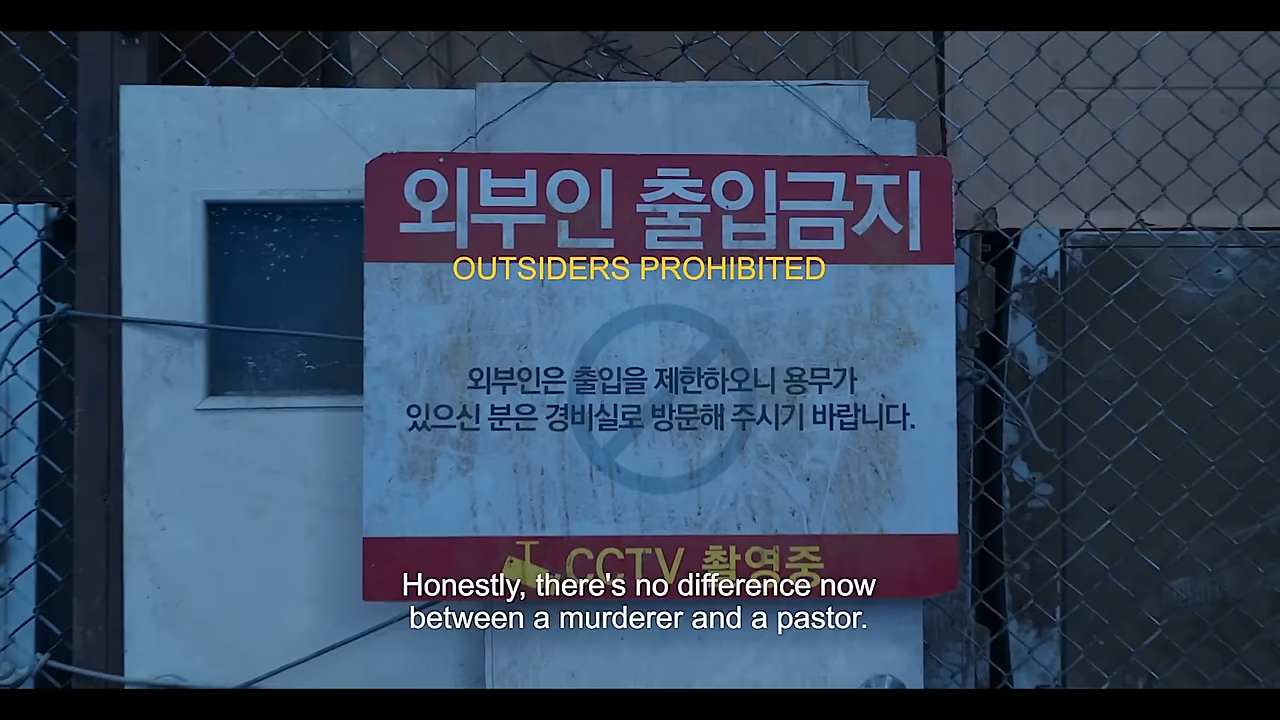 외부인 출입금지
OUTSIDERS PROHIBITED
외부인은 출입을 제한하오니 용무가
있으신 분은 경비실로 방문해 주시기 바랍니다.
CCTV 촬영중
Honestly, there's no difference now
between a murderer and a pastor.